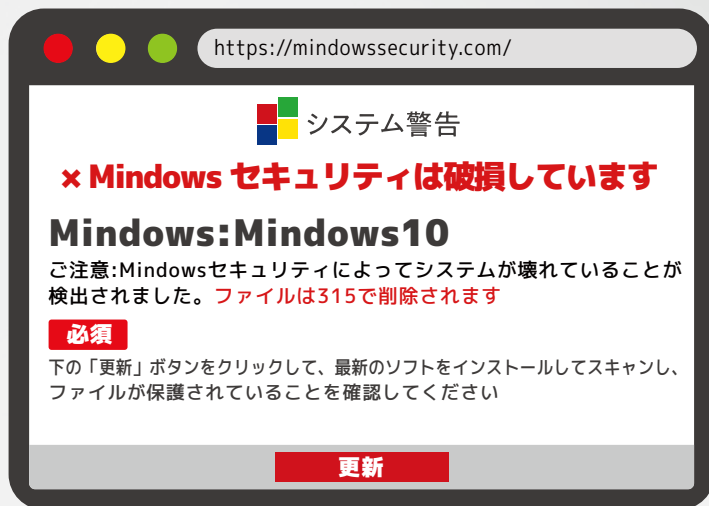 https://mindowssecurity.com/
システム警告
× Mindows セキュリティは破損しています
Mindows:Mindows10
ご注意:Mindowsセキュリティによってシステムが壊れていることが
検出されました。ファイルは315で削除されます
必須
下の「更新」ボタンをクリックして、最新のソフトをインストールしてスキャンし、
ファイルが保護されていることを確認してください
更新